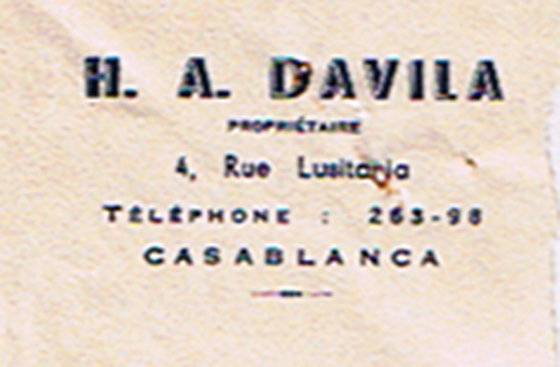 H. A. DAVILA
PROPRIÉTAIRE
4, Rue Lusitania
TÉLÉPHONE : 263-98
CASABLANCA